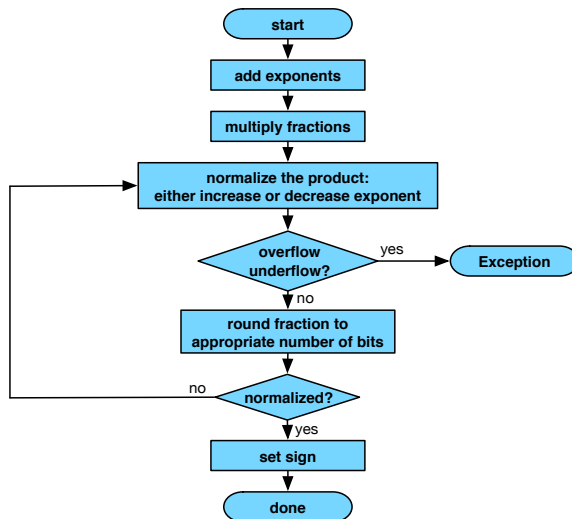 start
add exponents
multiply fractions
normalize the product:
either increase or decrease exponent
overflow
underflow?
yes
Exception
no
round fraction to
appropriate number of bits
no
normalized?
yes
set sign
done